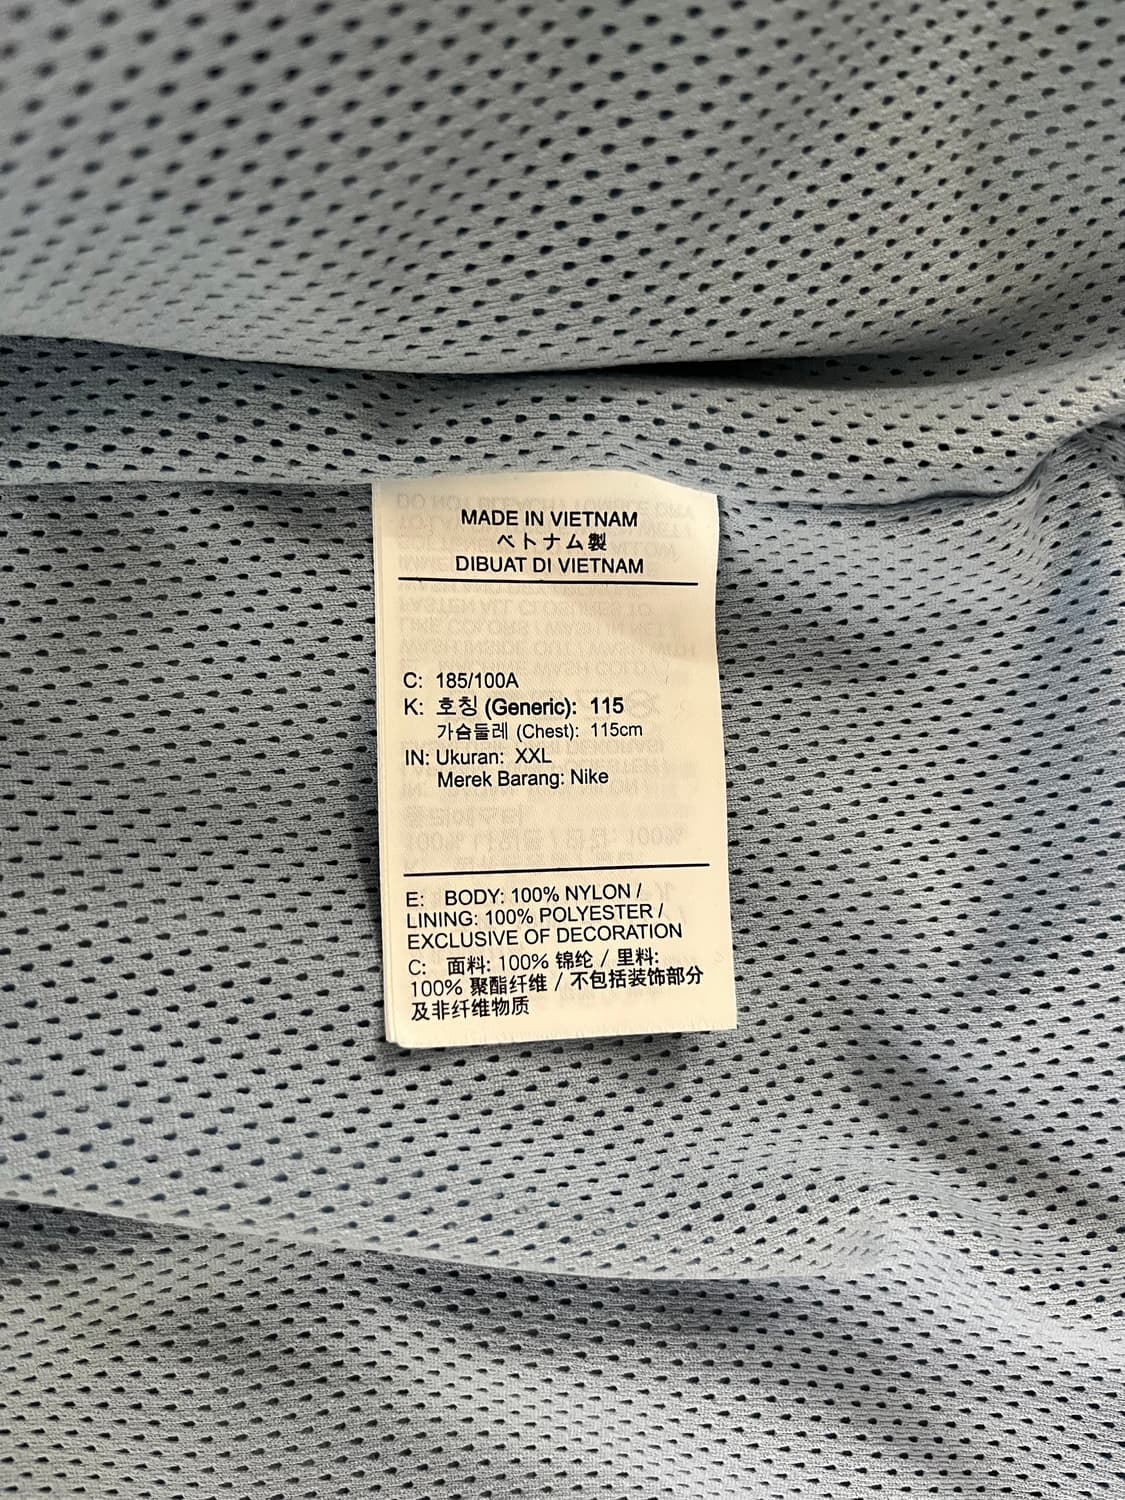 MADE IN VIETNAM
ベトナム製
DIBUAT DI VIETNAM
C: 185/100A
K: 호칭 (Generic): 115
가슴둘레 (Chest): 115cm
IN: Ukuran: XXL
Merek Barang: Nike
E: BODY: 100% NYLON /
LINING: 100% POLYESTER /
EXCLUSIVE OF DECORATION
C: 面料: 100% 锦纶 / 里料:
100% 聚酯纤维 / 不包括装饰部分
及非纤维物质